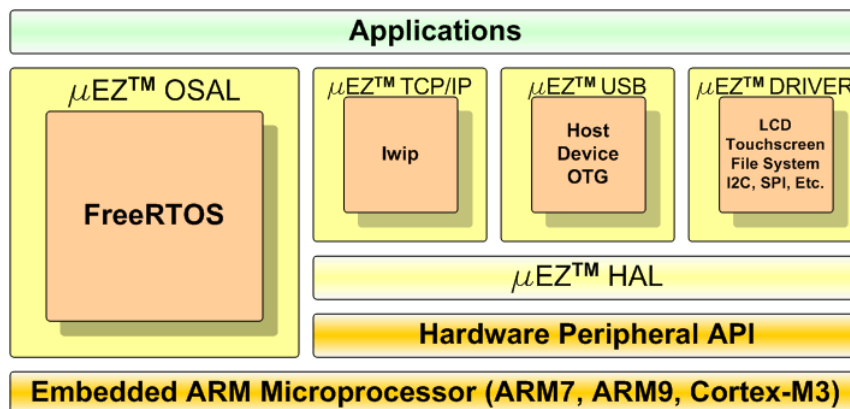 Applications
μEZ™ OSAL
FreeRTOS
μEZ™ TCP/IP
lwip
μEZ™ USB
Host
Device
OTG
μEZ™ DRIVER
LCD
Touchscreen
File System
I2C, SPI, Etc.
μEZ™ HAL
Hardware Peripheral API
Embedded ARM Microprocessor (ARM7, ARM9, Cortex-M3)